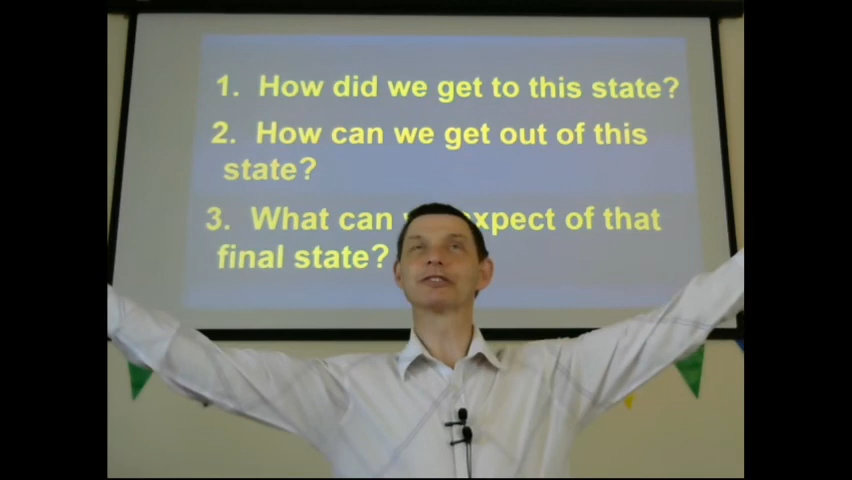 1. How did we get to this state?
2. How can we get out of this
state?
3. What can expect of that
final state?